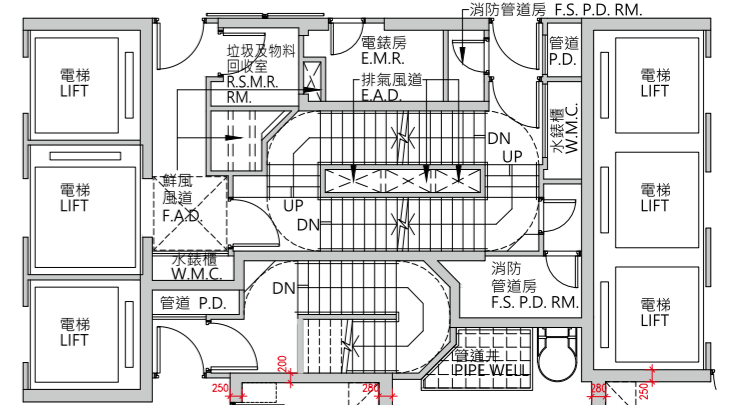 消防管道房 F.S. P.D. RM.
電梯
LIFT
垃圾及物料
回收室
R.S.M.R.
RM.
電錶房
E.M.R.
排氣風道
E.A.D.
管道
P.D.
水錶櫃
W.M.C.
電梯
LIFT
DN
UP
電梯
LIFT
鮮風
風道
F.A.D.
UP
DN
電梯
LIFT
水錶櫃
W.M.C.
管道 P.D.
DN
消防
管道房
F.S. P.D. RM.
電梯
LIFT
電梯
LIFT
管道井
PIPE WELL
200
250
280
280
250